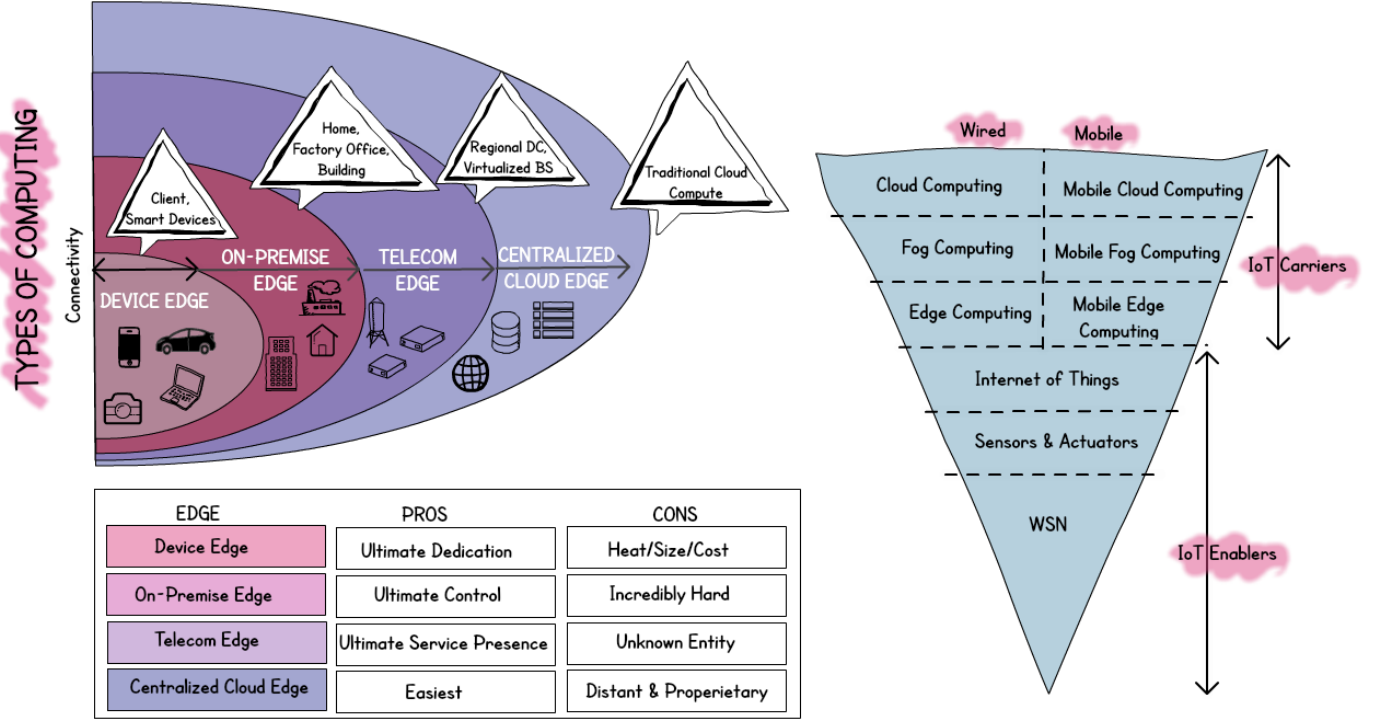 TYPES OF COMPUTING
Connectivity
Client,
Smart Devices
Home,
Factory Office,
Building
Regional DC,
Virtualized BS
Traditional Cloud
Compute
DEVICE EDGE
ON-PREMISE
EDGE
TELECOM
EDGE
CENTRALIZED
CLOUD EDGE
EDGE PROS CONS
Device Edge Ultimate Dedication Heat/Size/Cost
On-Premise Edge Ultimate Control Incredibly Hard
Telecom Edge Ultimate Service Presence Unknown Entity
Centralized Cloud Edge Easiest Distant & Properietary
Wired Mobile
Cloud Computing Mobile Cloud Computing
Fog Computing Mobile Fog Computing
Edge Computing Mobile Edge
Computing
Internet of Things
Sensors & Actuators
WSN
IoT Carriers
IoT Enablers